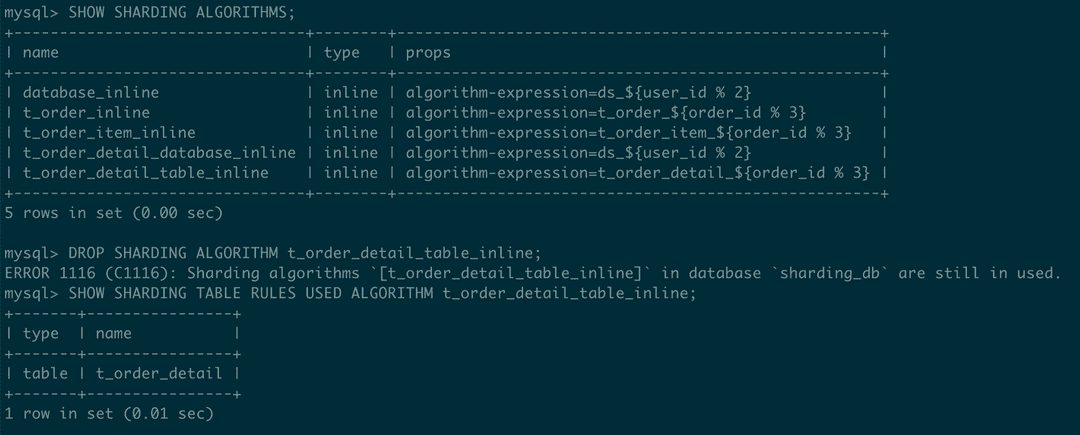 mysql> SHOW SHARDING ALGORITHMS;
+--------------------------------+--------+-----------------------------------------------------+
| name                           | type   | props                                               |
+--------------------------------+--------+-----------------------------------------------------+
| database_inline                | inline | algorithm-expression=ds_${user_id % 2}              |
| t_order_inline                 | inline | algorithm-expression=t_order_${order_id % 3}        |
| t_order_item_inline            | inline | algorithm-expression=t_order_item_${order_id % 3}   |
| t_order_detail_database_inline | inline | algorithm-expression=ds_${user_id % 2}              |
| t_order_detail_table_inline    | inline | algorithm-expression=t_order_detail_${order_id % 3} |
+--------------------------------+--------+-----------------------------------------------------+
5 rows in set (0.00 sec)

mysql> DROP SHARDING ALGORITHM t_order_detail_table_inline;
ERROR 1116 (C1116): Sharding algorithms `[t_order_detail_table_inline]` in database `sharding_db` are still in used.
mysql> SHOW SHARDING TABLE RULES USED ALGORITHM t_order_detail_table_inline;
+-------+----------------+
| type  | name           |
+-------+----------------+
| table | t_order_detail |
+-------+----------------+
1 row in set (0.01 sec)